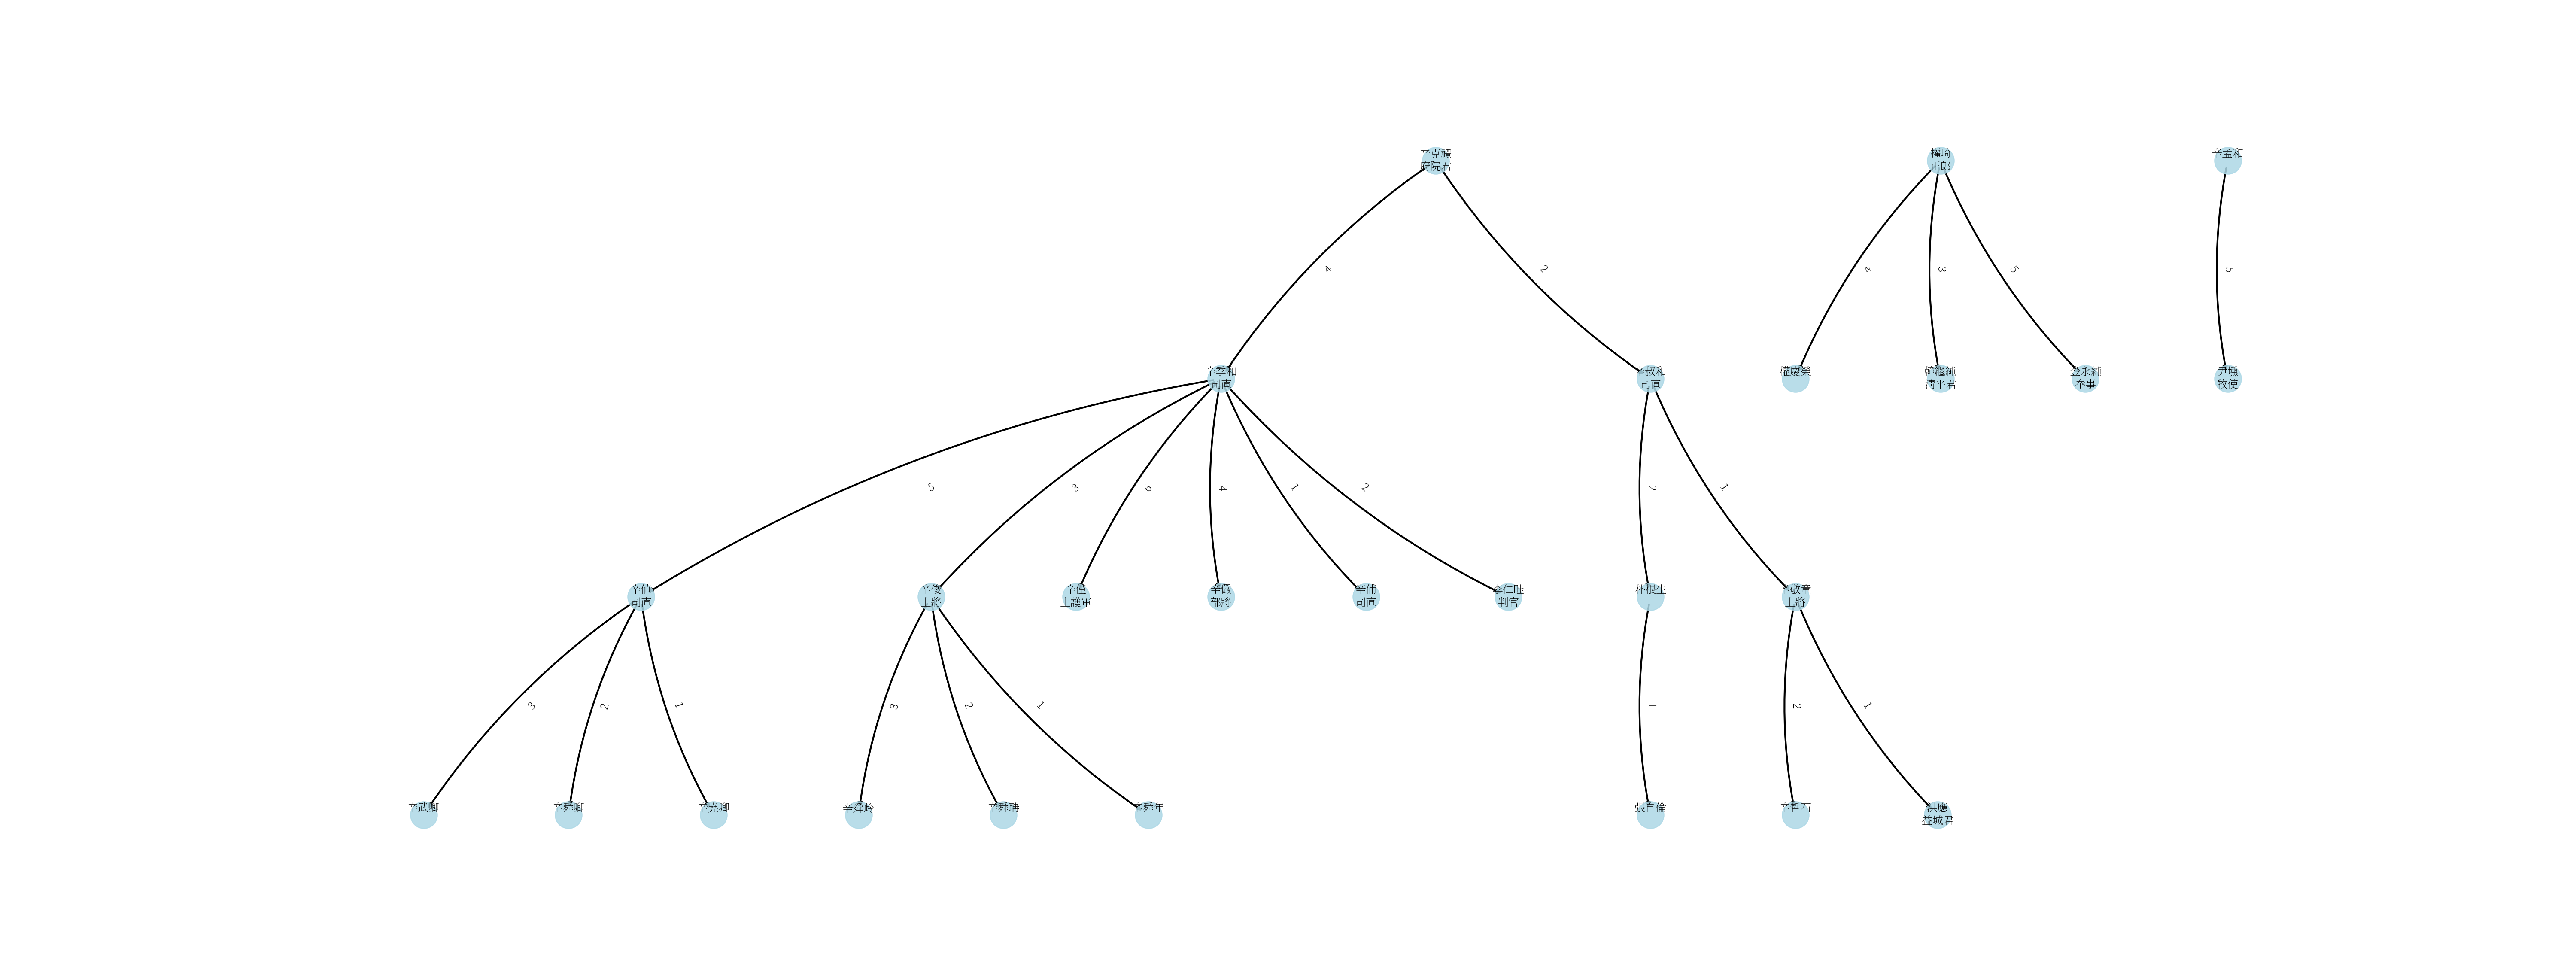 辛克禮
府院君
權琦
正郞
辛孟和
4
2
4
3
5
5
辛季和
司直
辛叔和
司直
權慶榮
韓繼純
淸平君
金永純
奉事
尹壎
牧使
5
3
6
4
1
2
2
1
辛値
司直
辛俊
上將
辛僅
上護軍
辛儼
部將
辛備
司直
李仁畦
判官
朴根生
辛敬童
上將
3
2
1
3
2
1
1
2
1
辛武卿
辛舜卿
辛堯卿
辛舜齡
辛舜聃
辛舜年
張自倫
辛哲石
洪應
益城君